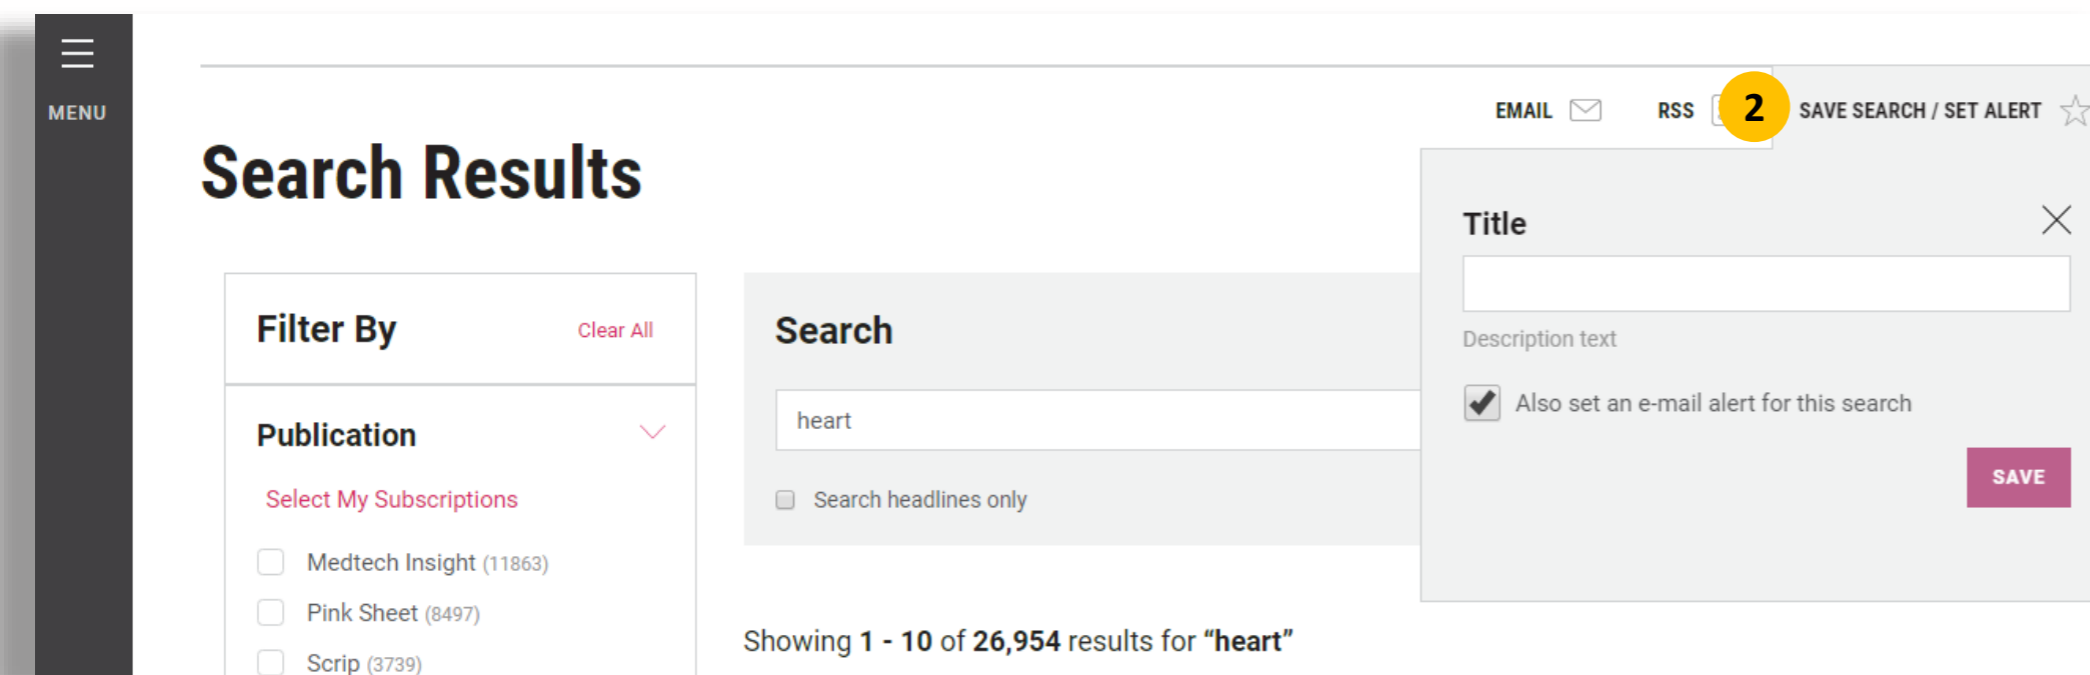 MENU
EMAIL
RSS
2
SAVE SEARCH / SET ALERT
Search Results
Title
Description text
Also set an e-mail alert for this search
SAVE
Filter By
Clear All
Publication
Select My Subscriptions
Medtech Insight (11863)
Pink Sheet (8497)
Scrip (3739)
Search
heart
Search headlines only
Showing 1 - 10 of 26,954 results for “heart”